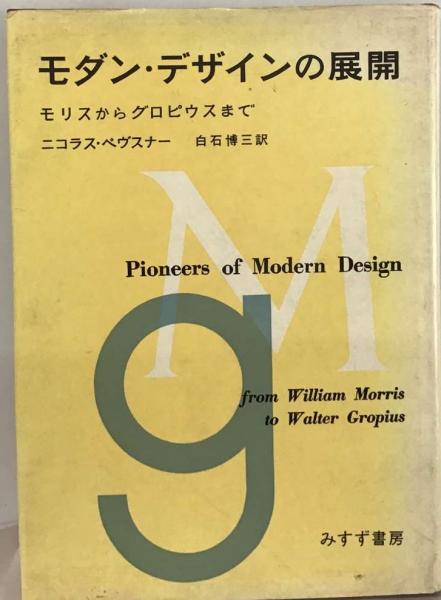 モダン・デザインの展開
モリスからグロピウスまで
ニコラス・ペヴスナー 白石博三訳
M
Pioneers of Modern Design
g
from William Morris
to Walter Gropius
みすず書房